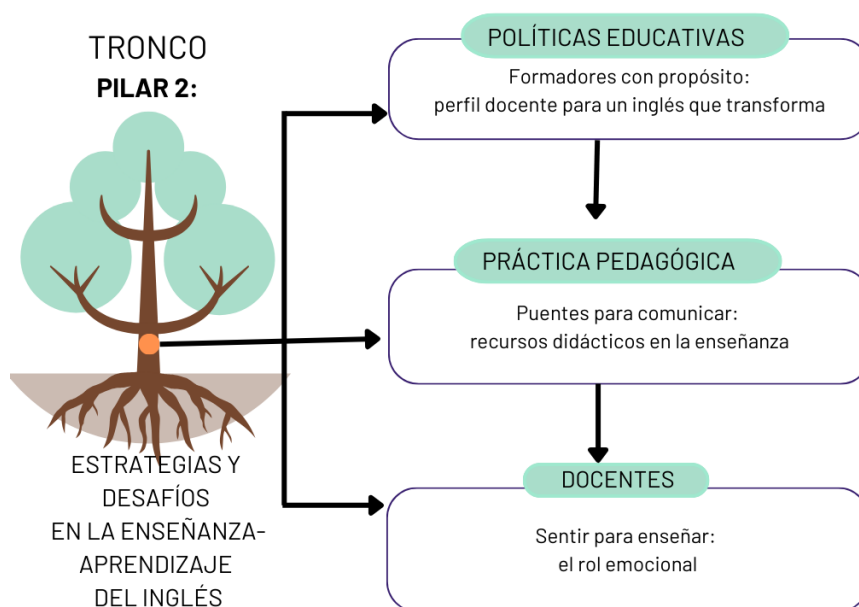 TRONCO
PILAR 2:
ESTRATEGIAS Y
DESAFÍOS
EN LA ENSEÑANZA-
APRENDIZAJE
DEL INGLÉS
POLÍTICAS EDUCATIVAS
Formadores con propósito:
perfil docente para un inglés que transforma
PRÁCTICA PEDAGÓGICA
Puentes para comunicar:
recursos didácticos en la enseñanza
DOCENTES
Sentir para enseñar:
el rol emocional